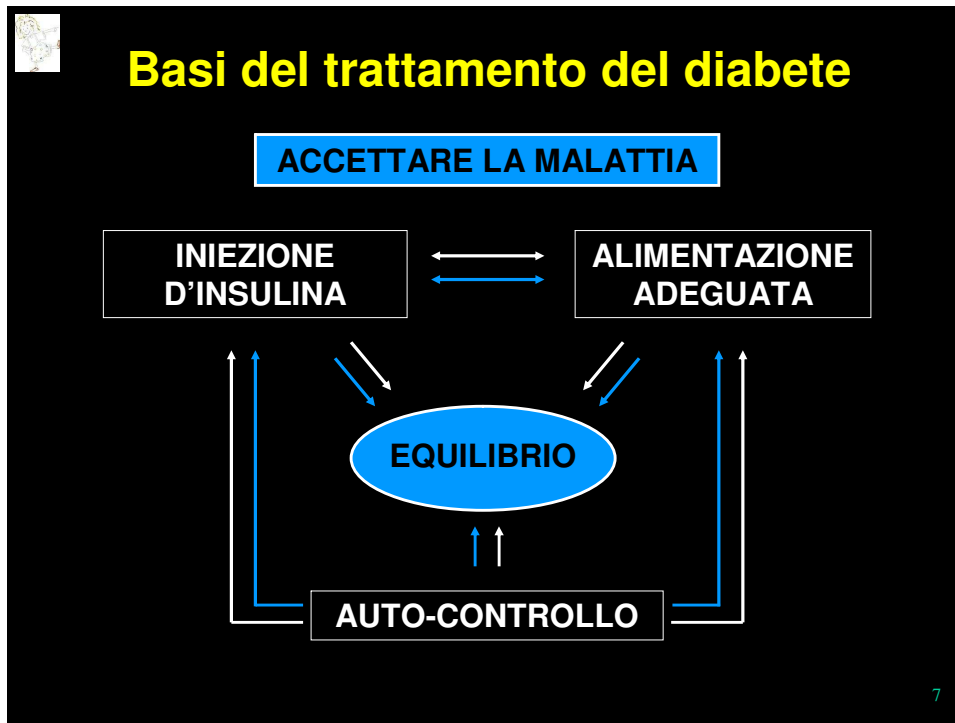 Basi del trattamento del diabete
ACCETTARE LA MALATTIA
INIEZIONE
D’INSULINA
ALIMENTAZIONE
ADEGUATA
EQUILIBRIO
AUTO-CONTROLLO
7